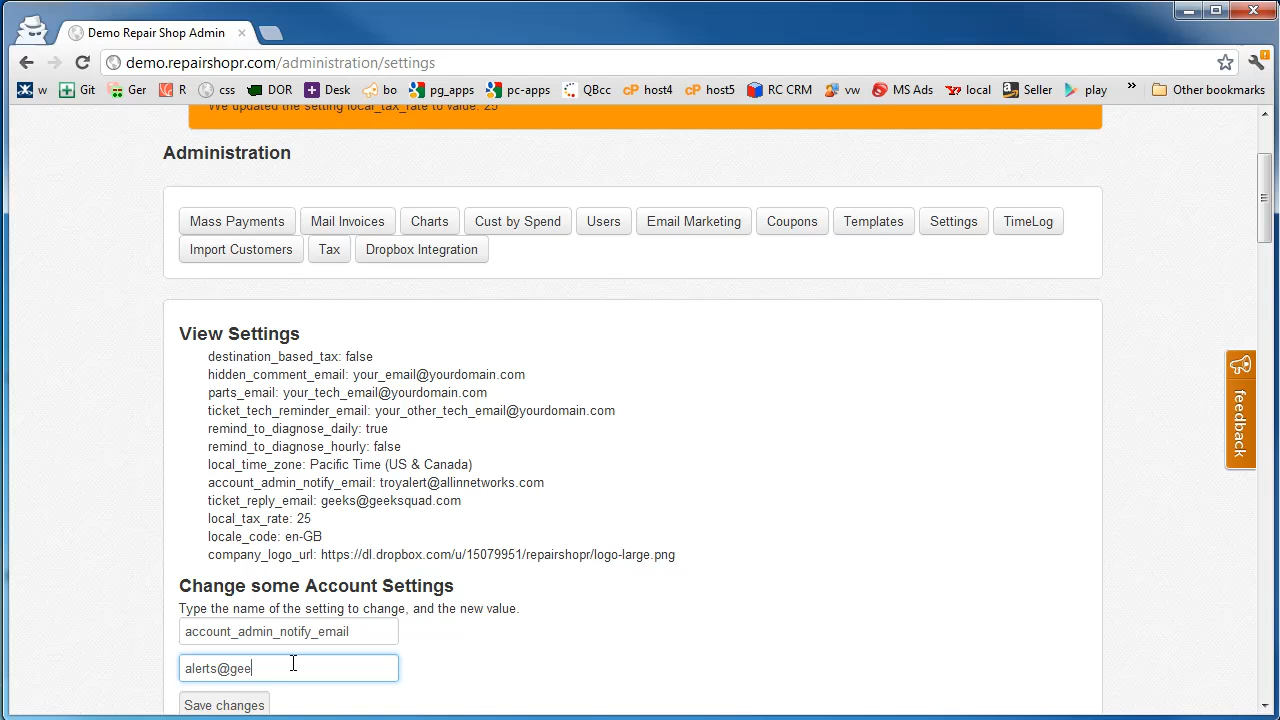 Demo Repair Shop Admin
demo.repairshopr.com/administration/settings
w Git Ger R css DOR Desk bo pg_apps pc-apps QBcc host4 host5 RC CRM vw MS Ads local Seller play » Other bookmarks
We updated the setting local_tax_rate to value: 25
Administration
Mass Payments Mail Invoices Charts Cust by Spend Users Email Marketing Coupons Templates Settings TimeLog
Import Customers Tax Dropbox Integration
View Settings
destination_based_tax: false
hidden_comment_email: your_email@yourdomain.com
parts_email: your_tech_email@yourdomain.com
ticket_tech_reminder_email: your_other_tech_email@yourdomain.com
remind_to_diagnose_daily: true
remind_to_diagnose_hourly: false
local_time_zone: Pacific Time (US & Canada)
account_admin_notify_email: troyalert@allinnetworks.com
ticket_reply_email: geeks@geeksquad.com
local_tax_rate: 25
locale_code: en-GB
company_logo_url: https://dl.dropbox.com/u/15079951/repairshopr/logo-large.png
Change some Account Settings
Type the name of the setting to change, and the new value.
account_admin_notify_email
alerts@gee
Save changes
feedback